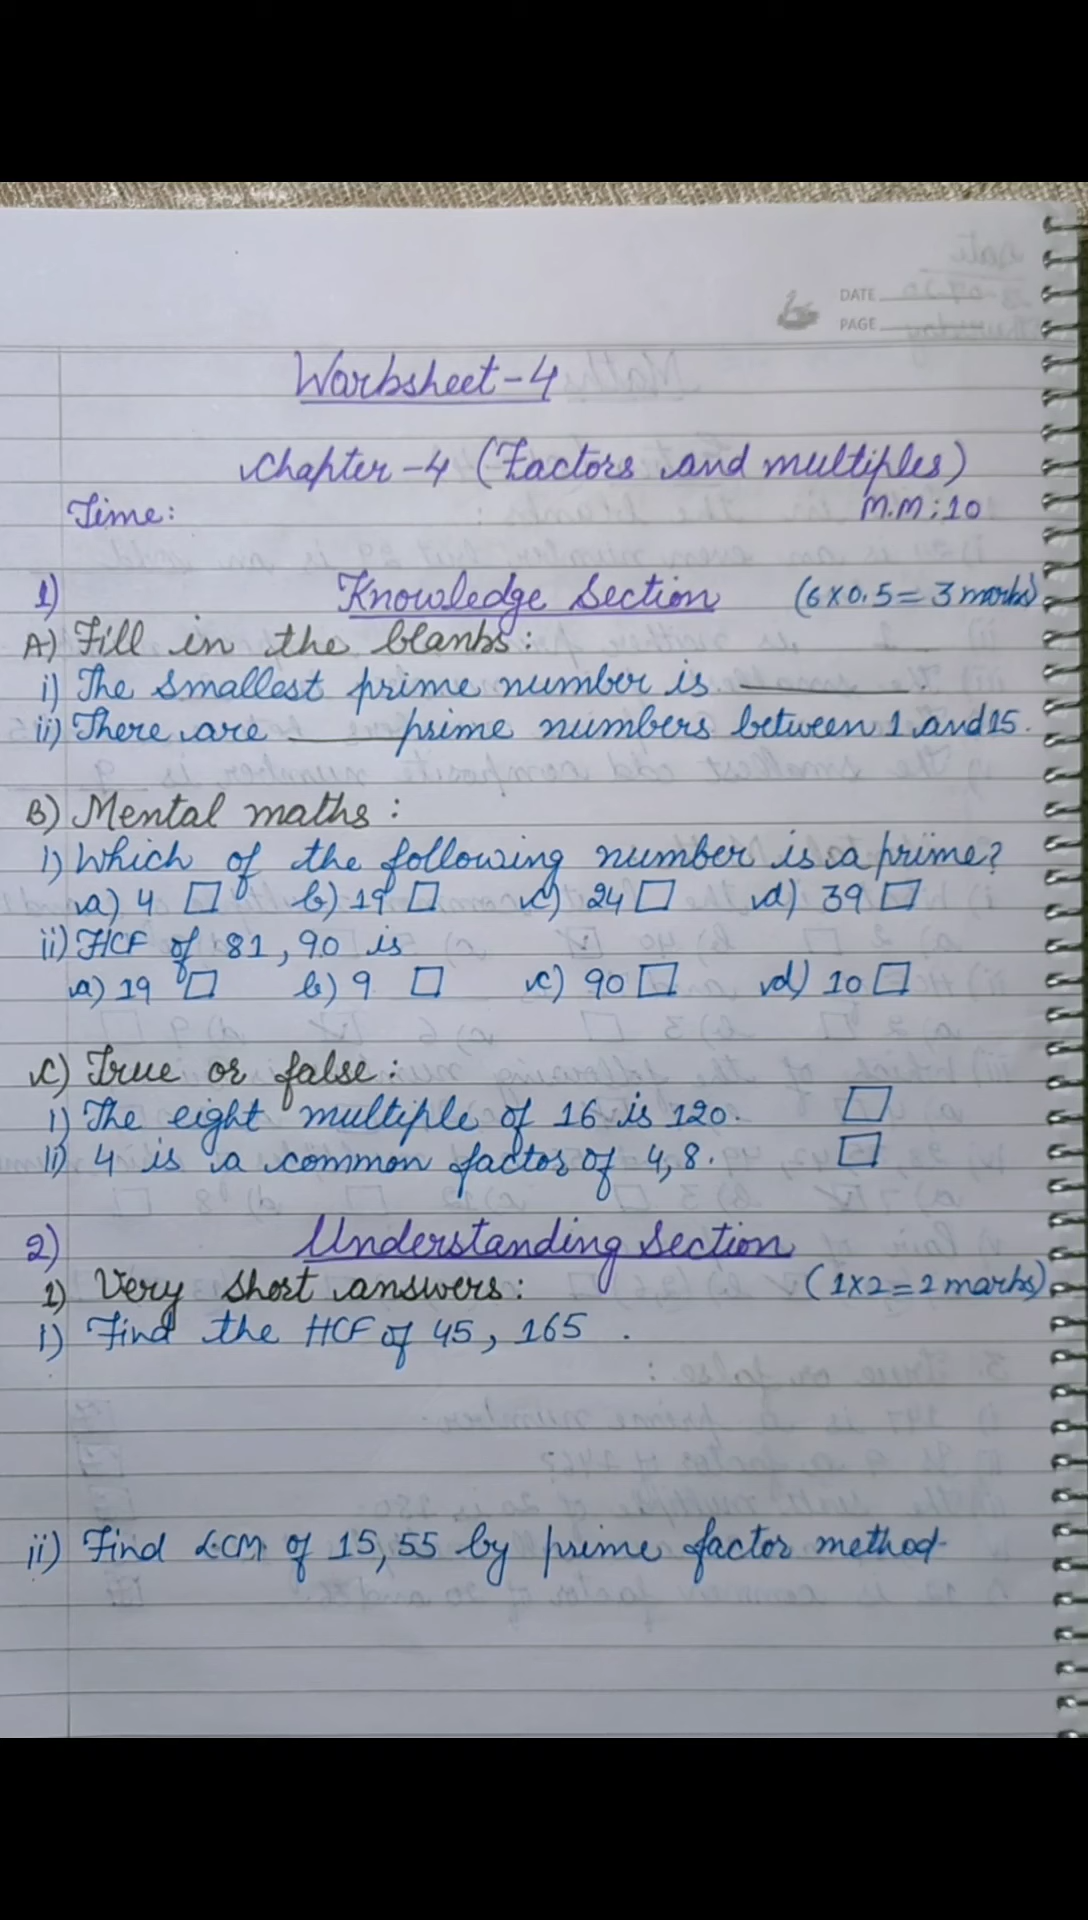 DATE
PAGE
Worksheet-4
Chapter-4 (Factors and multiples)
Time: M.M:10
1) Knowledge Section (6x0.5=3 marks)
A) Fill in the blanks:
i) The smallest prime number is ________.
ii) There are ____ prime numbers between 1 and 15.
B) Mental maths:
i) Which of the following number is a prime?
a) 4 □ b) 19 □ c) 24 □ d) 39 □
ii) HCF of 81, 90 is
a) 19 □ b) 9 □ c) 90 □ d) 10 □
C) True or false:
i) The eight multiple of 16 is 120. □
ii) 4 is a common factor of 4, 8. □
2) Understanding Section
1) Very short answers: (1x2=2 marks)
i) Find the HCF of 45, 165.
ii) Find LCM of 15, 55 by prime factor method.